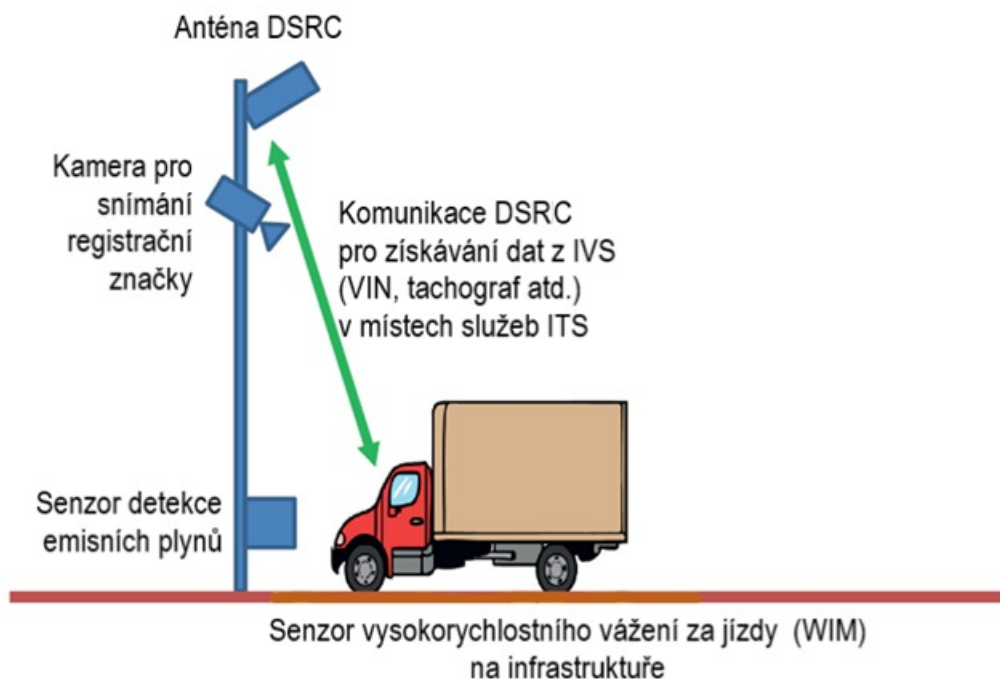 Anténa DSRC
Kamera pro
snímání
registrační
značky
Komunikace DSRC
pro získávání dat z IVS
(VIN, tachograf atd.)
v místech služeb ITS
Senzor detekce
emisních plynů
Senzor vysokorychlostního vážení za jízdy (WIM)
na infrastruktuře